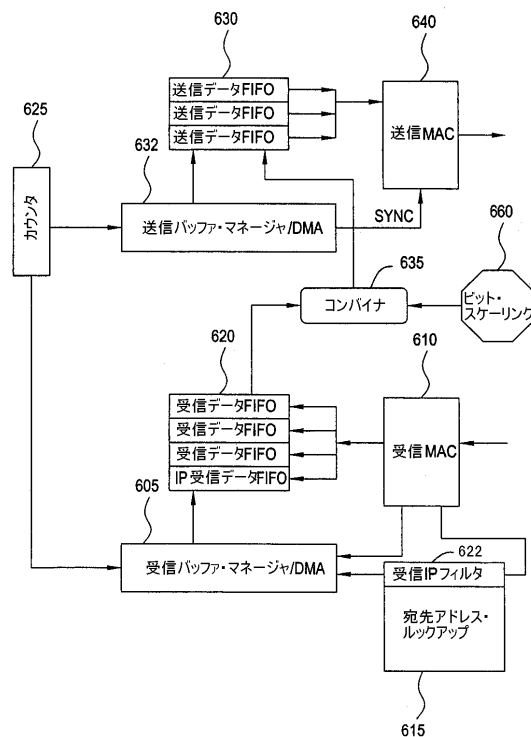 630
640
送信データFIFO
送信データFIFO
送信データFIFO
送信MAC
625
632
カウンタ
送信バッファ・マネージャ/DMA
SYNC
660
635
コンバイナ
ビット・
スケーリング
620
610
受信データFIFO
受信データFIFO
受信データFIFO
IP受信データFIFO
受信MAC
605
622
受信バッファ・マネージャ/DMA
受信IPフィルタ
宛先アドレス・
ルックアップ
615